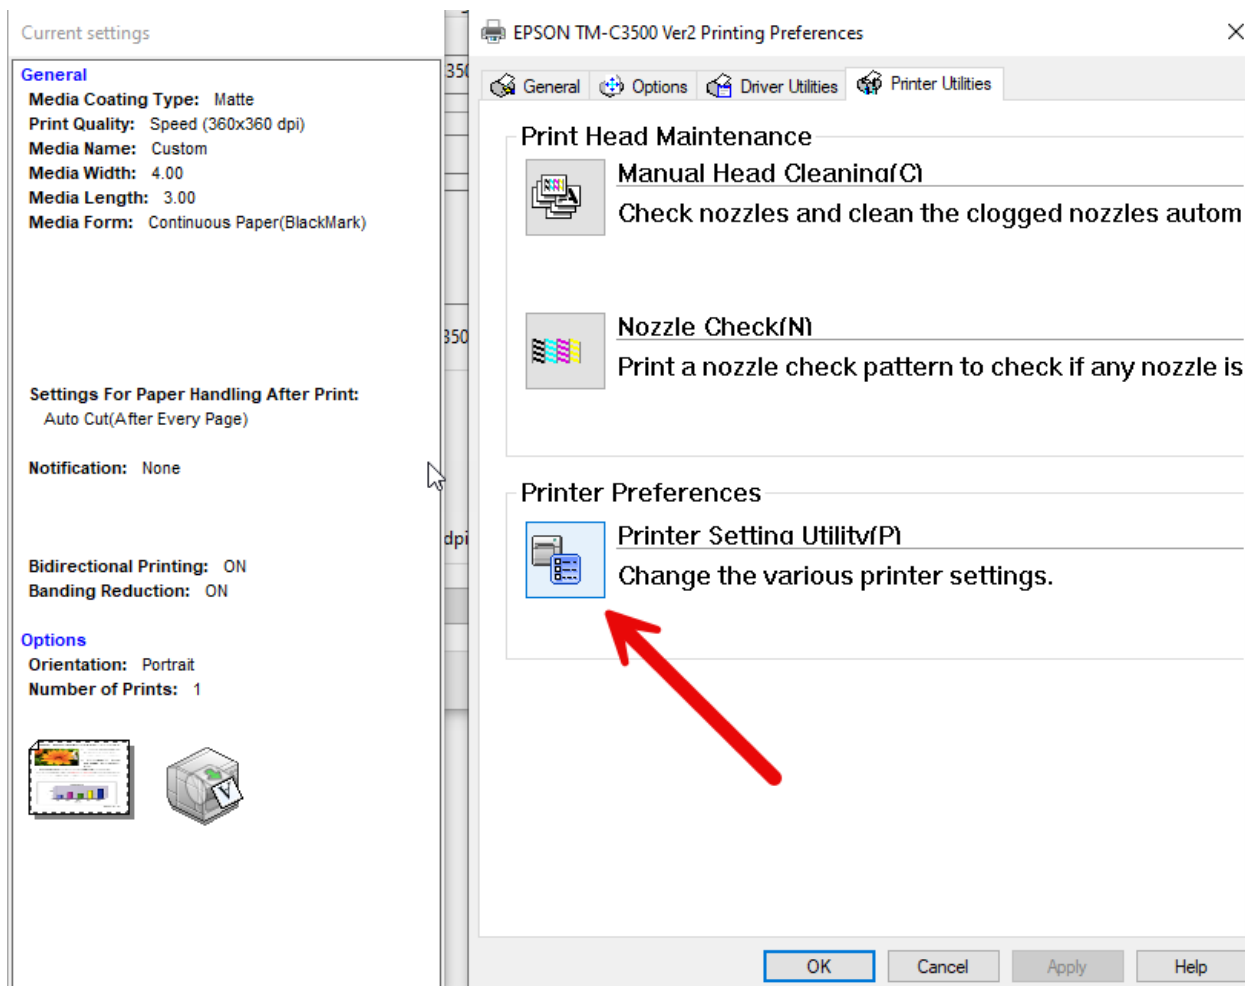 Current settings
General
Media Coating Type: Matte
Print Quality: Speed (360x360 dpi)
Media Name: Custom
Media Width: 4.00
Media Length: 3.00
Media Form: Continuous Paper(BlackMark)
Settings For Paper Handling After Print:
Auto Cut(After Every Page)
Notification: None
Bidirectional Printing: ON
Banding Reduction: ON
Options
Orientation: Portrait
Number of Prints: 1
350
350
dpi
EPSON TM-C3500 Ver2 Printing Preferences
General Options Driver Utilities Printer Utilities
Print Head Maintenance
Manual Head Cleaning(C)
Check nozzles and clean the clogged nozzles autom
Nozzle Check(N)
Print a nozzle check pattern to check if any nozzle is
Printer Preferences
Printer Setting Utility(P)
Change the various printer settings.
OK Cancel Apply Help